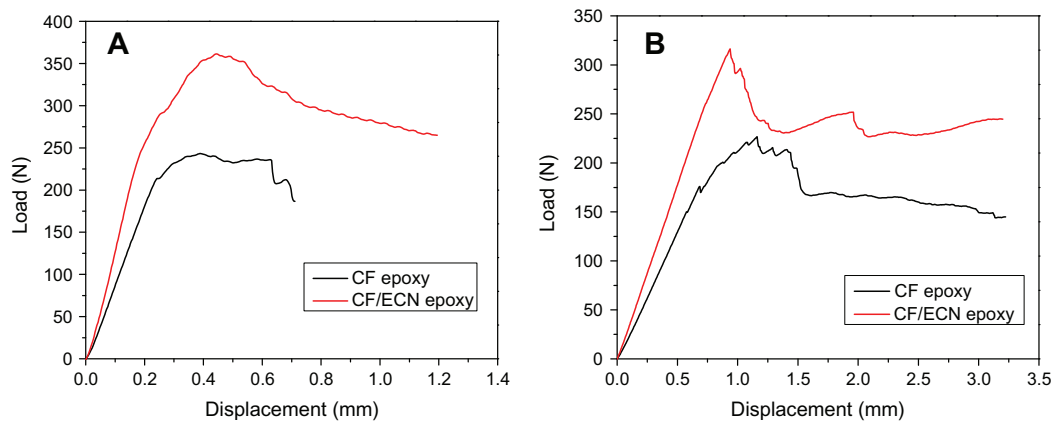 A
400
350
300
250
200
150
100
50
0
Load (N)
0.0 0.2 0.4 0.6 0.8 1.0 1.2 1.4
Displacement (mm)
CF epoxy
CF/ECN epoxy
B
350
300
250
200
150
100
50
0
Load (N)
0.0 0.5 1.0 1.5 2.0 2.5 3.0 3.5
Displacement (mm)
CF epoxy
CF/ECN epoxy